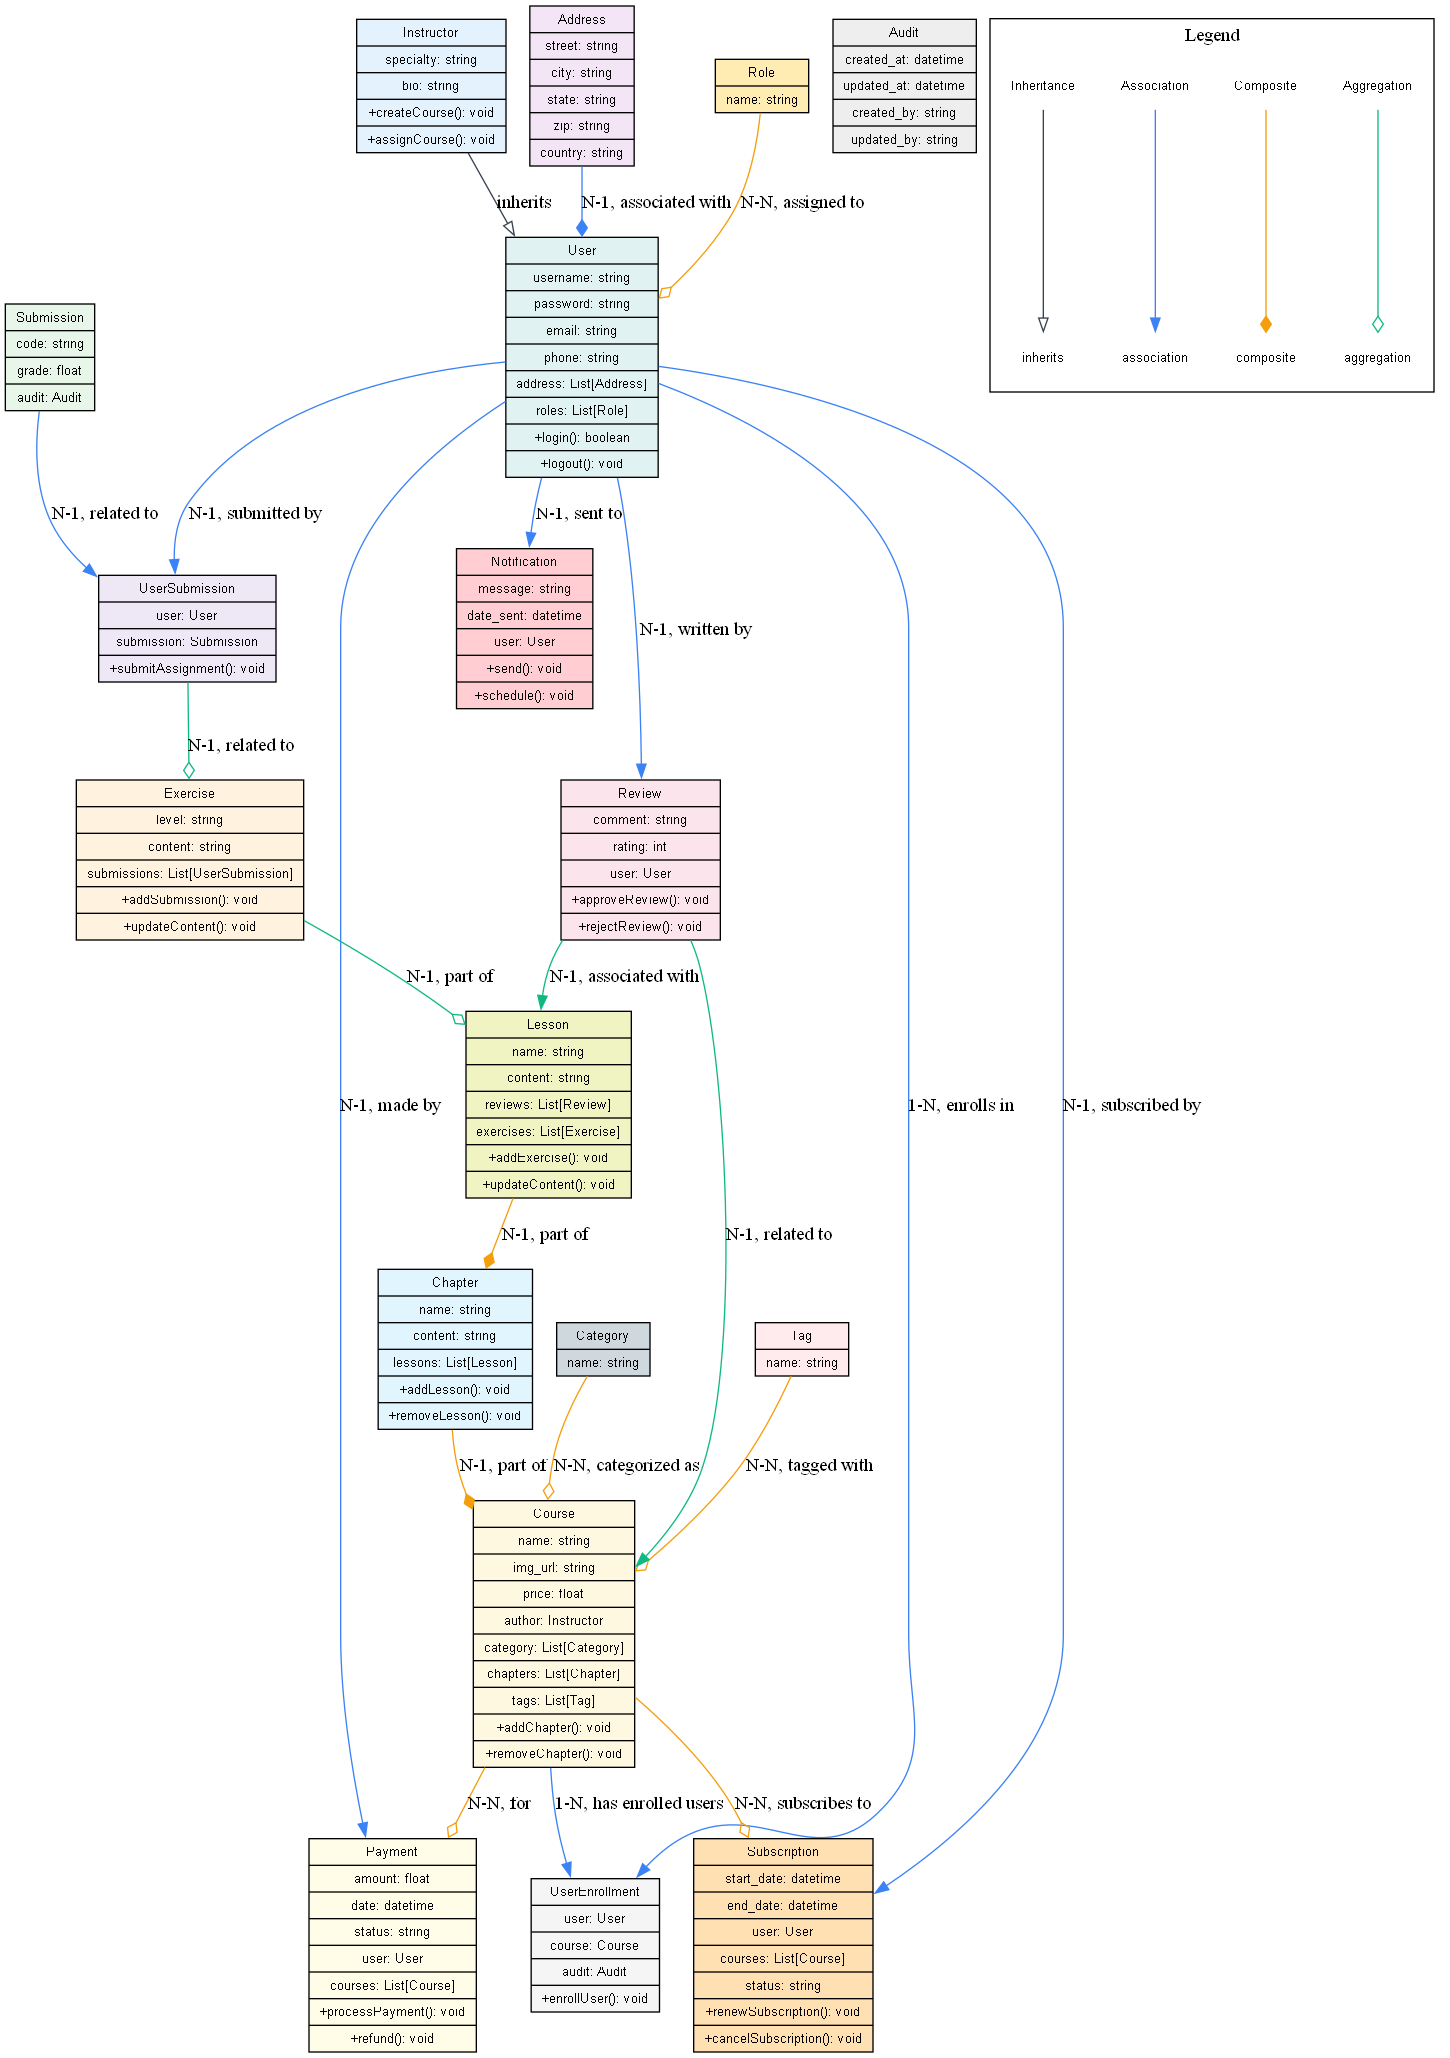 Instructor
specialty: string
bio: string
+createCourse(): void
+assignCourse(): void
Address
street: string
city: string
state: string
zip: string
country: string
Role
name: string
Audit
created_at: datetime
updated_at: datetime
created_by: string
updated_by: string
Legend
Inheritance
Association
Composite
Aggregation
inherits
association
composite
aggregation
inherits
N-1, associated with
N-N, assigned to
User
username: string
password: string
email: string
phone: string
address: List[Address]
roles: List[Role]
+login(): boolean
+logout(): void
Submission
code: string
grade: float
audit: Audit
N-1, related to
N-1, submitted by
N-1, sent to
N-1, written by
UserSubmission
user: User
submission: Submission
+submitAssignment(): void
Notification
message: string
date_sent: datetime
user: User
+send(): void
+schedule(): void
N-1, related to
Exercise
level: string
content: string
submissions: List[UserSubmission]
+addSubmission(): void
+updateContent(): void
Review
comment: string
rating: int
user: User
+approveReview(): void
+rejectReview(): void
N-1, part of
N-1, associated with
Lesson
name: string
content: string
reviews: List[Review]
exercises: List[Exercise]
+addExercise(): void
+updateContent(): void
N-1, made by
1-N, enrolls in
N-1, subscribed by
N-1, part of
N-1, related to
Chapter
name: string
content: string
lessons: List[Lesson]
+addLesson(): void
+removeLesson(): void
Category
name: string
Tag
name: string
N-1, part of
N-N, categorized as
N-N, tagged with
Course
name: string
img_url: string
price: float
author: Instructor
category: List[Category]
chapters: List[Chapter]
tags: List[Tag]
+addChapter(): void
+removeChapter(): void
N-N, for
1-N, has enrolled users
N-N, subscribes to
Payment
amount: float
date: datetime
status: string
user: User
courses: List[Course]
+processPayment(): void
+refund(): void
UserEnrollment
user: User
course: Course
audit: Audit
+enrollUser(): void
Subscription
start_date: datetime
end_date: datetime
user: User
courses: List[Course]
status: string
+renewSubscription(): void
+cancelSubscription(): void